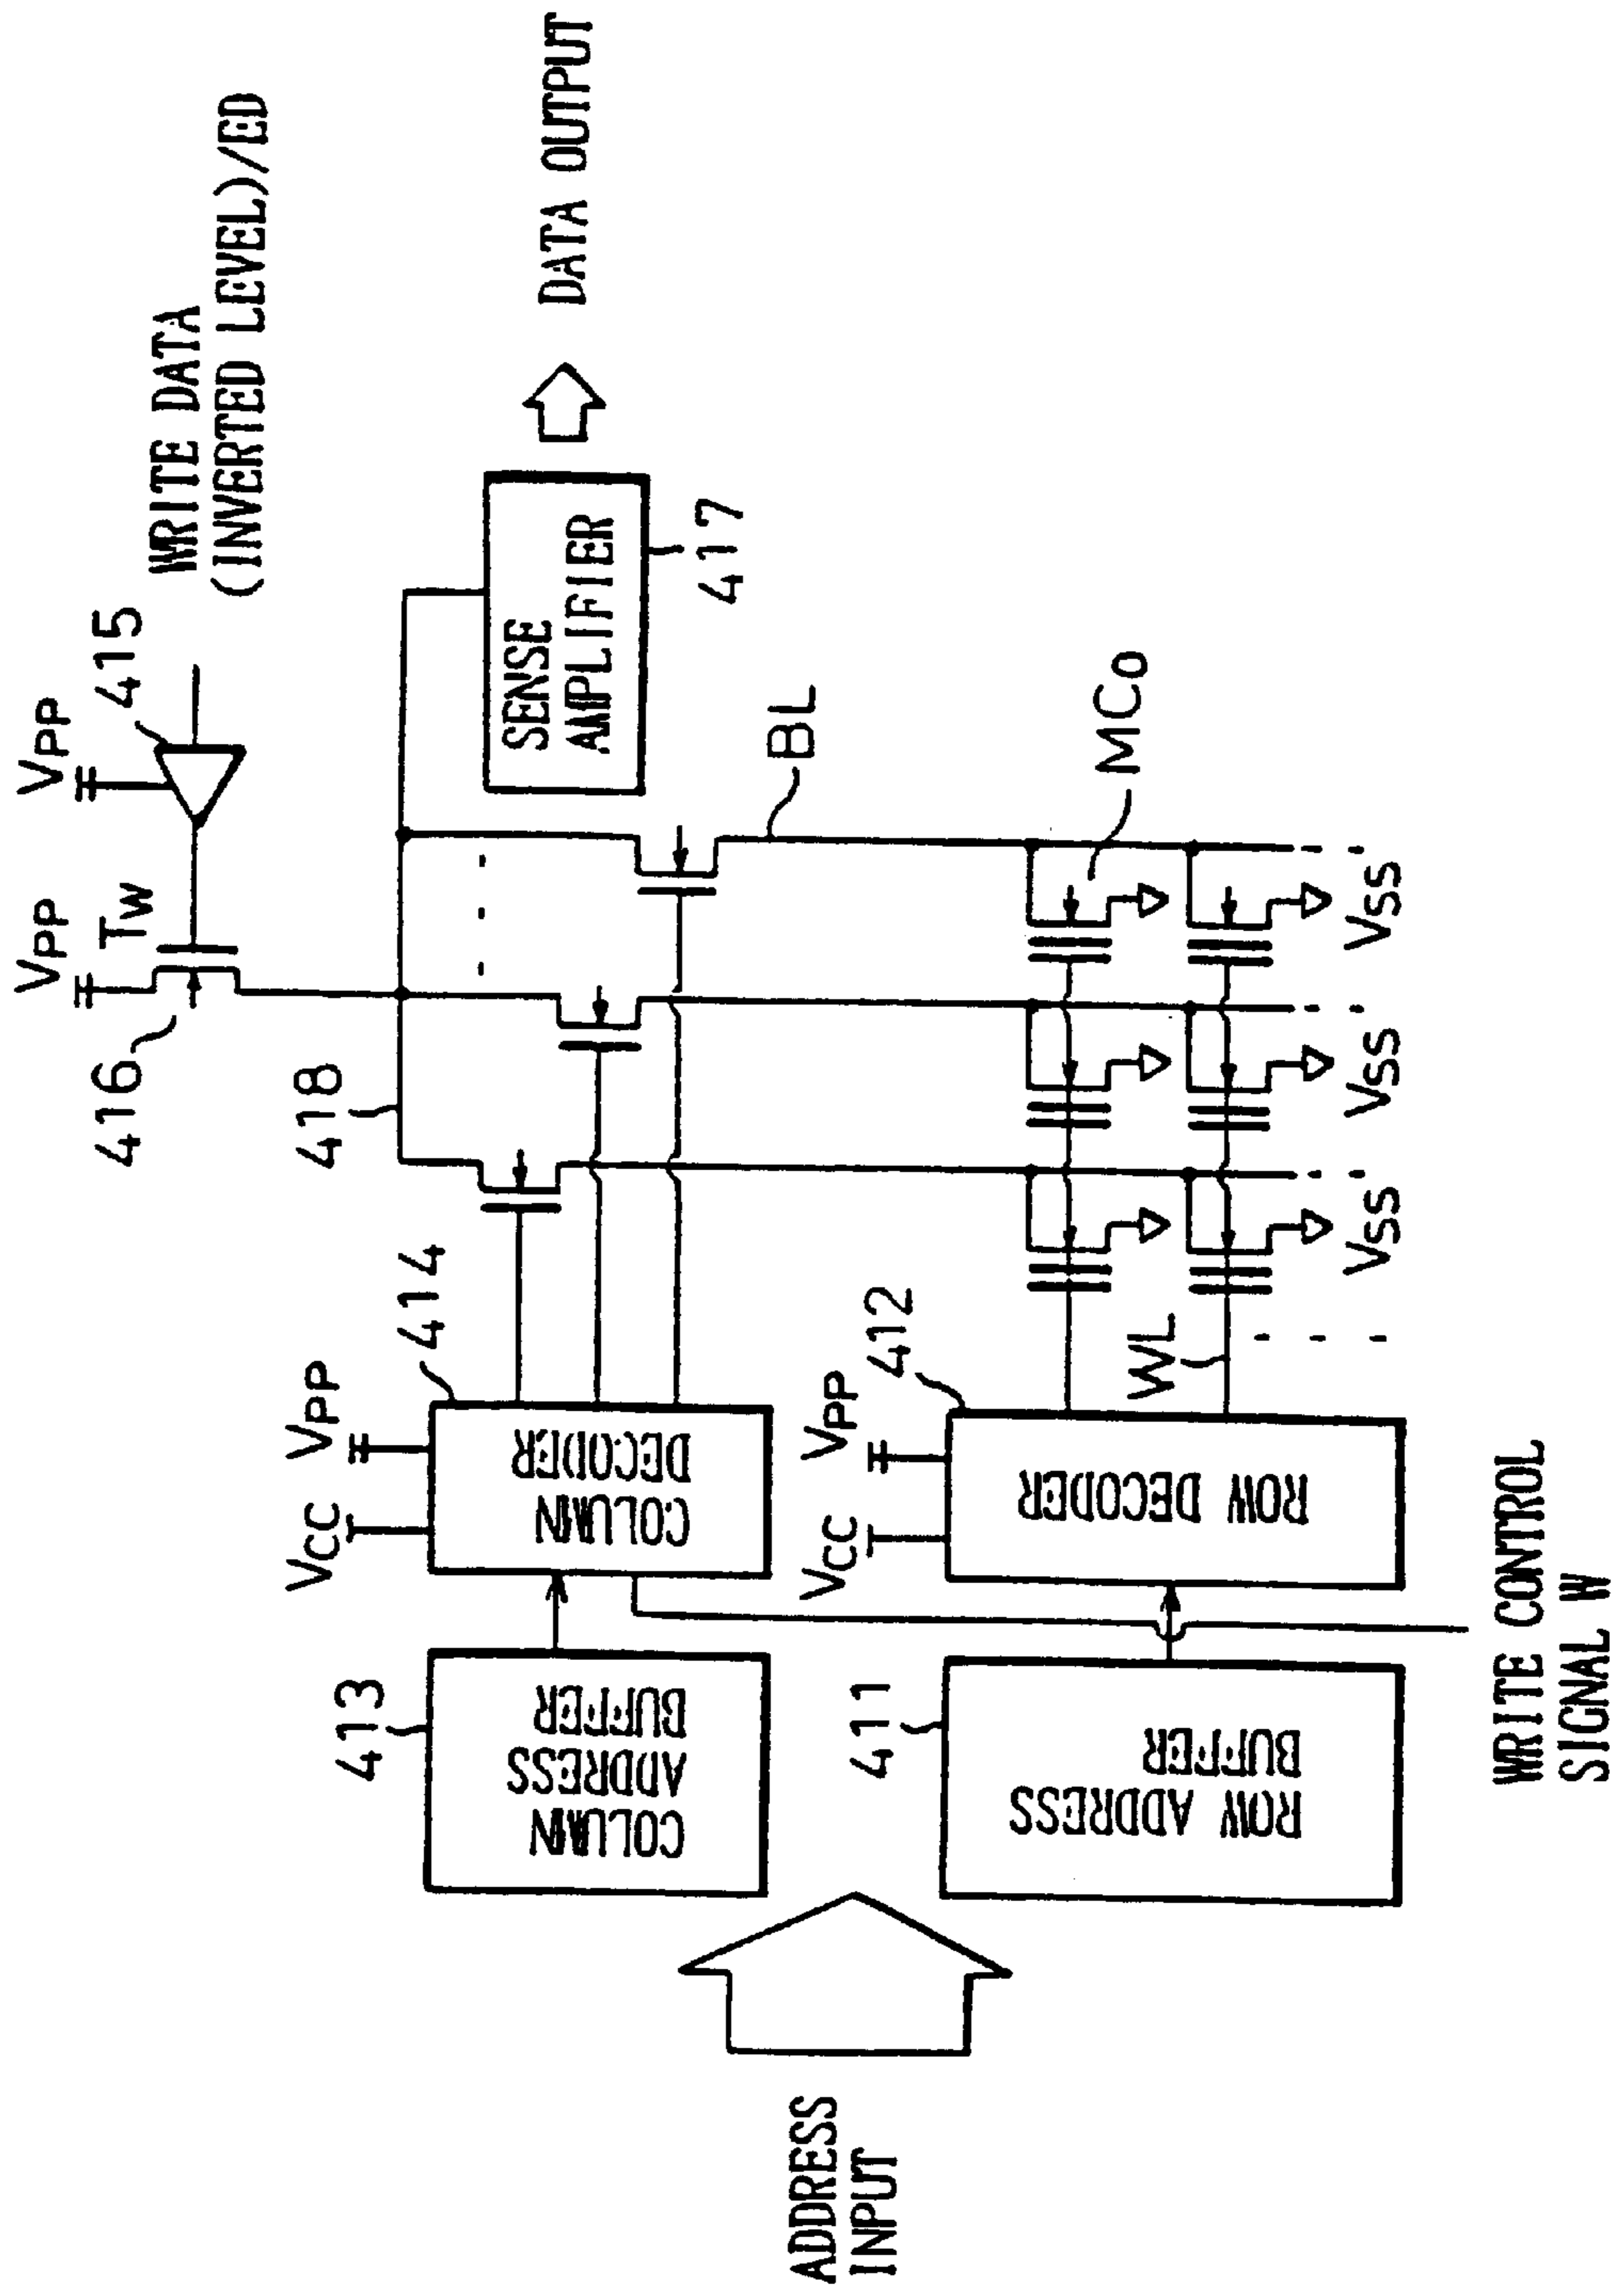 VPP
VPP
415
TW
416
WRITE DATA
(INVERTED LEVEL)/ED
418
VCC
VPP
414
413
COLUMN
ADDRESS
BUFFER
COLUMN
DECODER
SENSE
AMPLIFIER
417
DATA OUTPUT
BL
ADDRESS
INPUT
VCC
VPP
412
411
ROW ADDRESS
BUFFER
ROW DECODER
WL
MC0
VSS
VSS
VSS
WRITE CONTROL
SIGNAL W